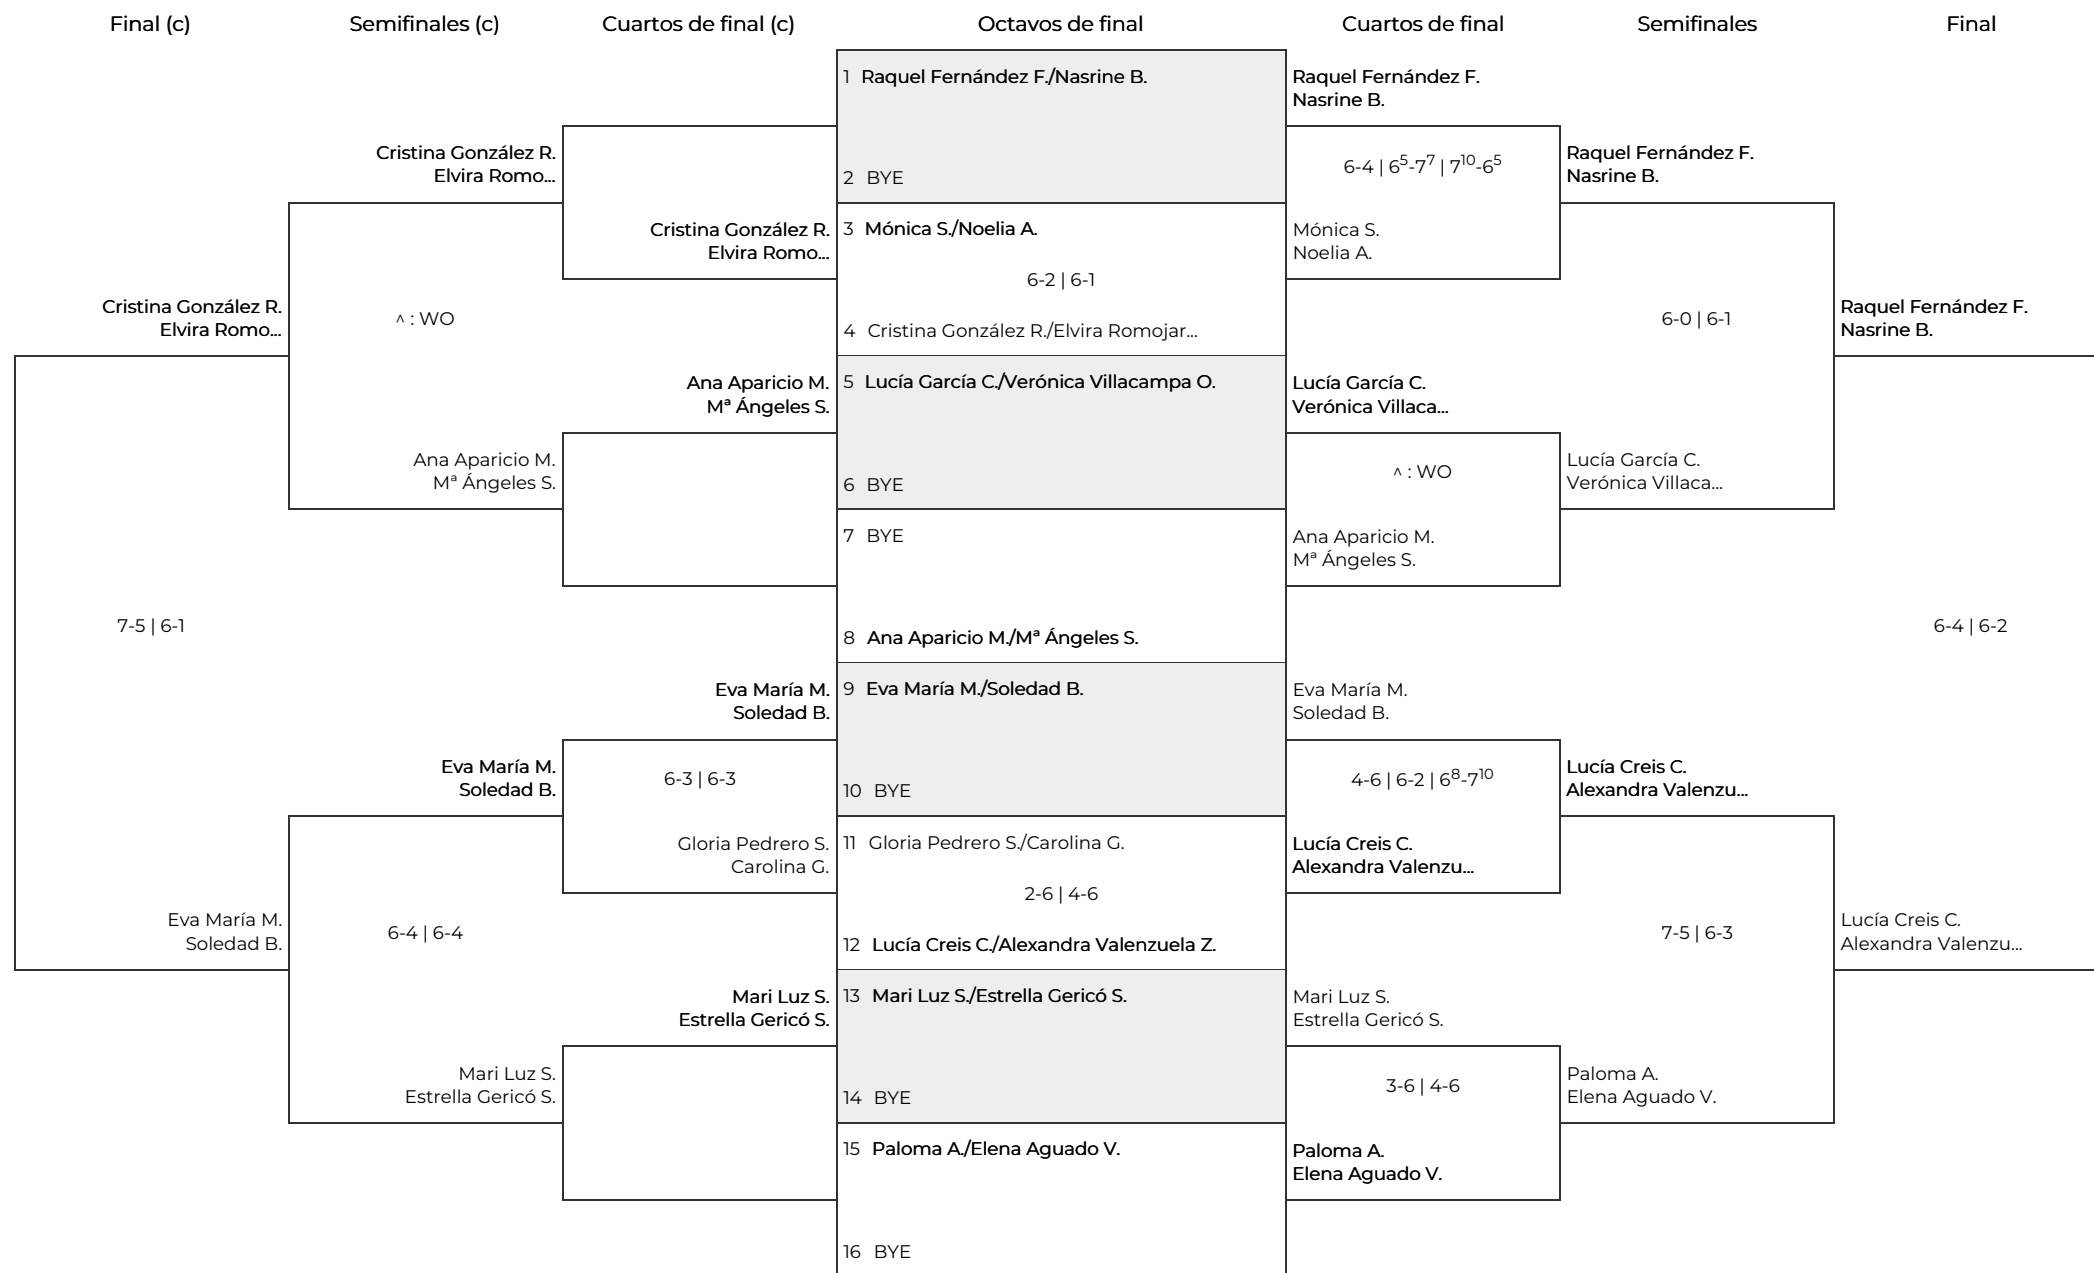 Final (c)
Semifinales (c)
Cuartos de final (c)
Octavos de final
Cuartos de final
Semifinales
Final
Cristina González R.
Elvira Romo...
7-5 | 6-1
Eva María M.
Soledad B.
Cristina González R.
Elvira Romo...
^ : WO
Ana Aparicio M.
Mª Ángeles S.
Eva María M.
Soledad B.
6-4 | 6-4
Mari Luz S.
Estrella Gericó S.
Cristina González R.
Elvira Romo...
Ana Aparicio M.
Mª Ángeles S.
Eva María M.
Soledad B.
6-3 | 6-3
Gloria Pedrero S.
Carolina G.
Mari Luz S.
Estrella Gericó S.
1 Raquel Fernández F./Nasrine B.
2 BYE
3 Mónica S./Noelia A.
6-2 | 6-1
4 Cristina González R./Elvira Romojar...
5 Lucía García C./Verónica Villacampa O.
6 BYE
7 BYE
8 Ana Aparicio M./Mª Ángeles S.
9 Eva María M./Soledad B.
10 BYE
11 Gloria Pedrero S./Carolina G.
2-6 | 4-6
12 Lucía Creis C./Alexandra Valenzuela Z.
13 Mari Luz S./Estrella Gericó S.
14 BYE
15 Paloma A./Elena Aguado V.
16 BYE
Raquel Fernández F.
Nasrine B.
6-4 | 6⁵-7⁷ | 7¹⁰-6⁵
Mónica S.
Noelia A.
Lucía García C.
Verónica Villaca...
^ : WO
Ana Aparicio M.
Mª Ángeles S.
Eva María M.
Soledad B.
4-6 | 6-2 | 6⁸-7¹⁰
Lucía Creis C.
Alexandra Valenzu...
Mari Luz S.
Estrella Gericó S.
3-6 | 4-6
Paloma A.
Elena Aguado V.
Raquel Fernández F.
Nasrine B.
6-0 | 6-1
Lucía García C.
Verónica Villaca...
Lucía Creis C.
Alexandra Valenzu...
7-5 | 6-3
Paloma A.
Elena Aguado V.
Raquel Fernández F.
Nasrine B.
6-4 | 6-2
Lucía Creis C.
Alexandra Valenzu...